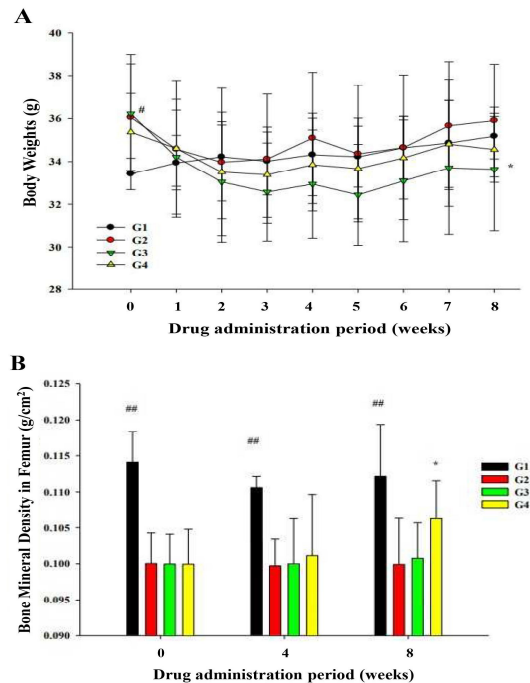 A
40
38
36
34
32
30
28
Body Weights (g)
#
*
G1
G2
G3
G4
0 1 2 3 4 5 6 7 8
Drug administration period (weeks)
B
0.125
0.120
0.115
0.110
0.105
0.100
0.095
0.090
Bone Mineral Density in Femur (g/cm²)
##
##
##
*
G1
G2
G3
G4
0 4 8
Drug administration period (weeks)